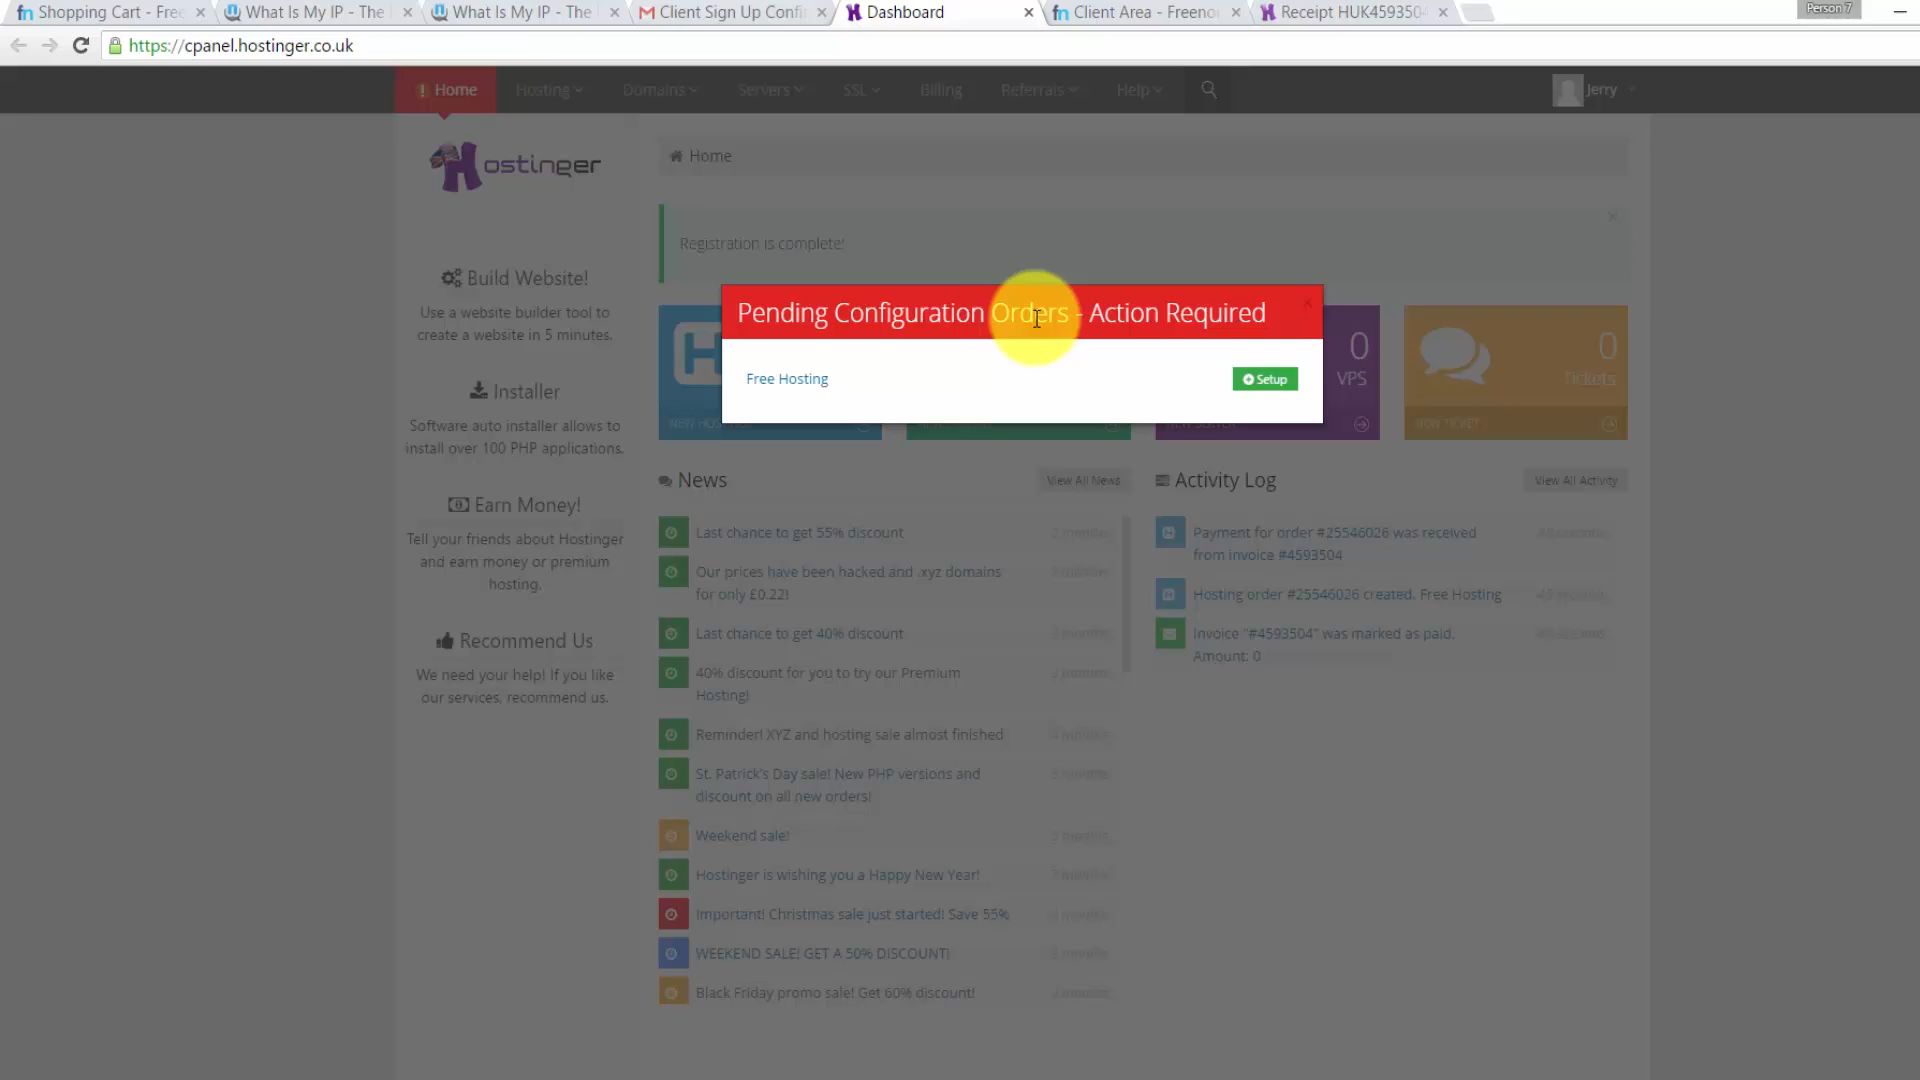 Shopping Cart - Free
What Is My IP - The
What Is My IP - The
Client Sign Up Confi
Dashboard
Client Area - Freeno
Receipt HUK459350
Person 7
https://cpanel.hostinger.co.uk
Home
Hosting
Domains
Servers
SSL
Billing
Referrals
Help
Jerry
Hostinger
Home
Registration is complete!
Build Website!
Use a website builder tool to
create a website in 5 minutes.
Installer
Software auto installer allows to
install over 100 PHP applications.
Earn Money!
Tell your friends about Hostinger
and earn money or premium
hosting.
Recommend Us
We need your help! If you like
our services, recommend us.
Pending Configuration Orders - Action Required
Free Hosting
Setup
0
VPS
0
Tickets
NEW TICKET
News
View All News
Last chance to get 55% discount
Our prices have been hacked and .xyz domains
for only £0.22!
Last chance to get 40% discount
40% discount for you to try our Premium
Hosting!
Reminder! XYZ and hosting sale almost finished
St. Patrick's Day sale! New PHP versions and
discount on all new orders!
Weekend sale!
Hostinger is wishing you a Happy New Year!
Important! Christmas sale just started! Save 55%
WEEKEND SALE! GET A 50% DISCOUNT!
Black Friday promo sale! Get 60% discount!
Activity Log
View All Activity
Payment for order #25546026 was received
from invoice #4593504
Hosting order #25546026 created. Free Hosting
Invoice "#4593504" was marked as paid.
Amount: 0